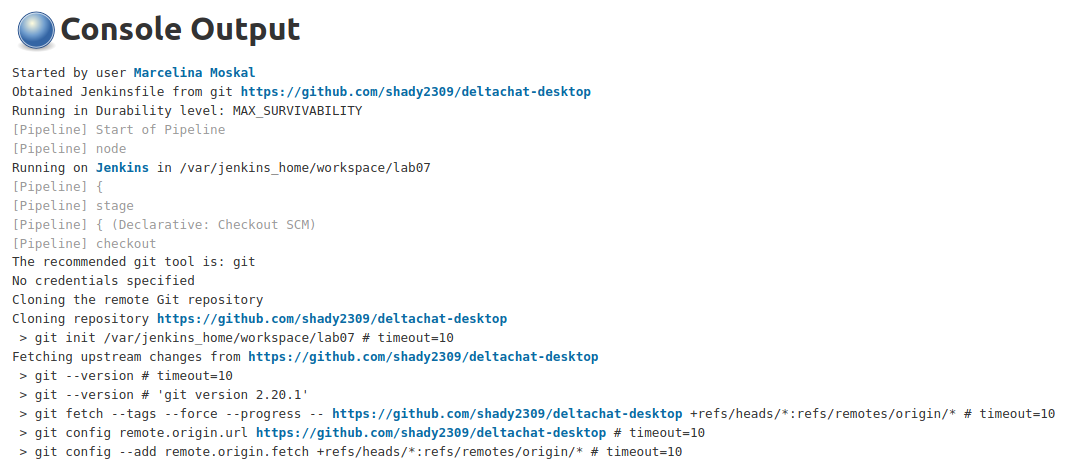 Console Output
Started by user Marcelina Moskal
Obtained Jenkinsfile from git https://github.com/shady2309/deltachat-desktop
Running in Durability level: MAX_SURVIVABILITY
[Pipeline] Start of Pipeline
[Pipeline] node
Running on Jenkins in /var/jenkins_home/workspace/lab07
[Pipeline] {
[Pipeline] stage
[Pipeline] { (Declarative: Checkout SCM)
[Pipeline] checkout
The recommended git tool is: git
No credentials specified
Cloning the remote Git repository
Cloning repository https://github.com/shady2309/deltachat-desktop
 > git init /var/jenkins_home/workspace/lab07 # timeout=10
Fetching upstream changes from https://github.com/shady2309/deltachat-desktop
 > git --version # timeout=10
 > git --version # 'git version 2.20.1'
 > git fetch --tags --force --progress -- https://github.com/shady2309/deltachat-desktop +refs/heads/*:refs/remotes/origin/* # timeout=10
 > git config remote.origin.url https://github.com/shady2309/deltachat-desktop # timeout=10
 > git config --add remote.origin.fetch +refs/heads/*:refs/remotes/origin/* # timeout=10